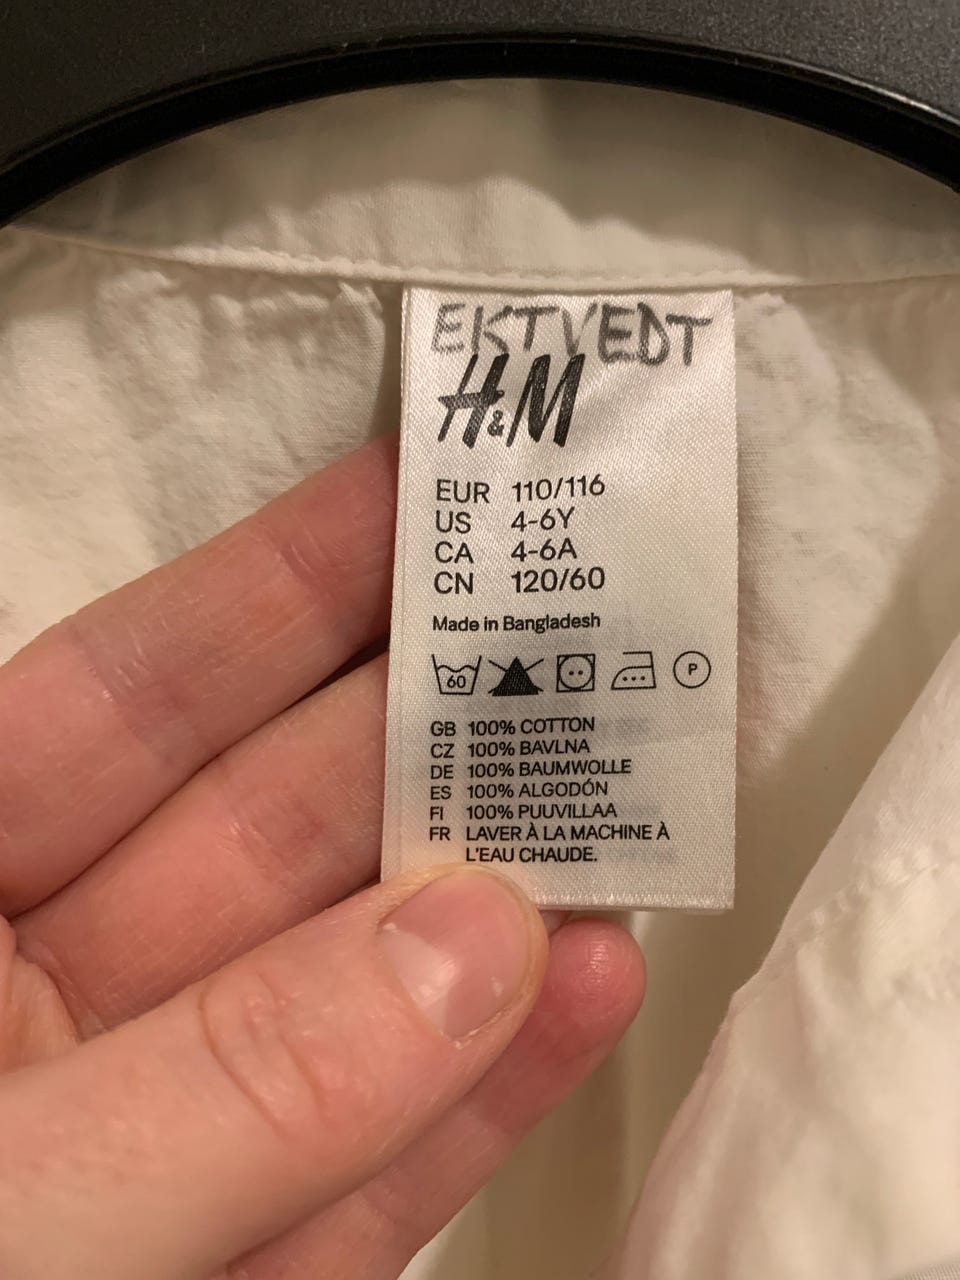 EKTVEDT
H&M
EUR 110/116
US 4-6Y
CA 4-6A
CN 120/60
Made in Bangladesh
60 P
GB 100% COTTON
CZ 100% BAVLNA
DE 100% BAUMWOLLE
ES 100% ALGODÓN
FI 100% PUUVILLAA
FR LAVER À LA MACHINE À
L'EAU CHAUDE.